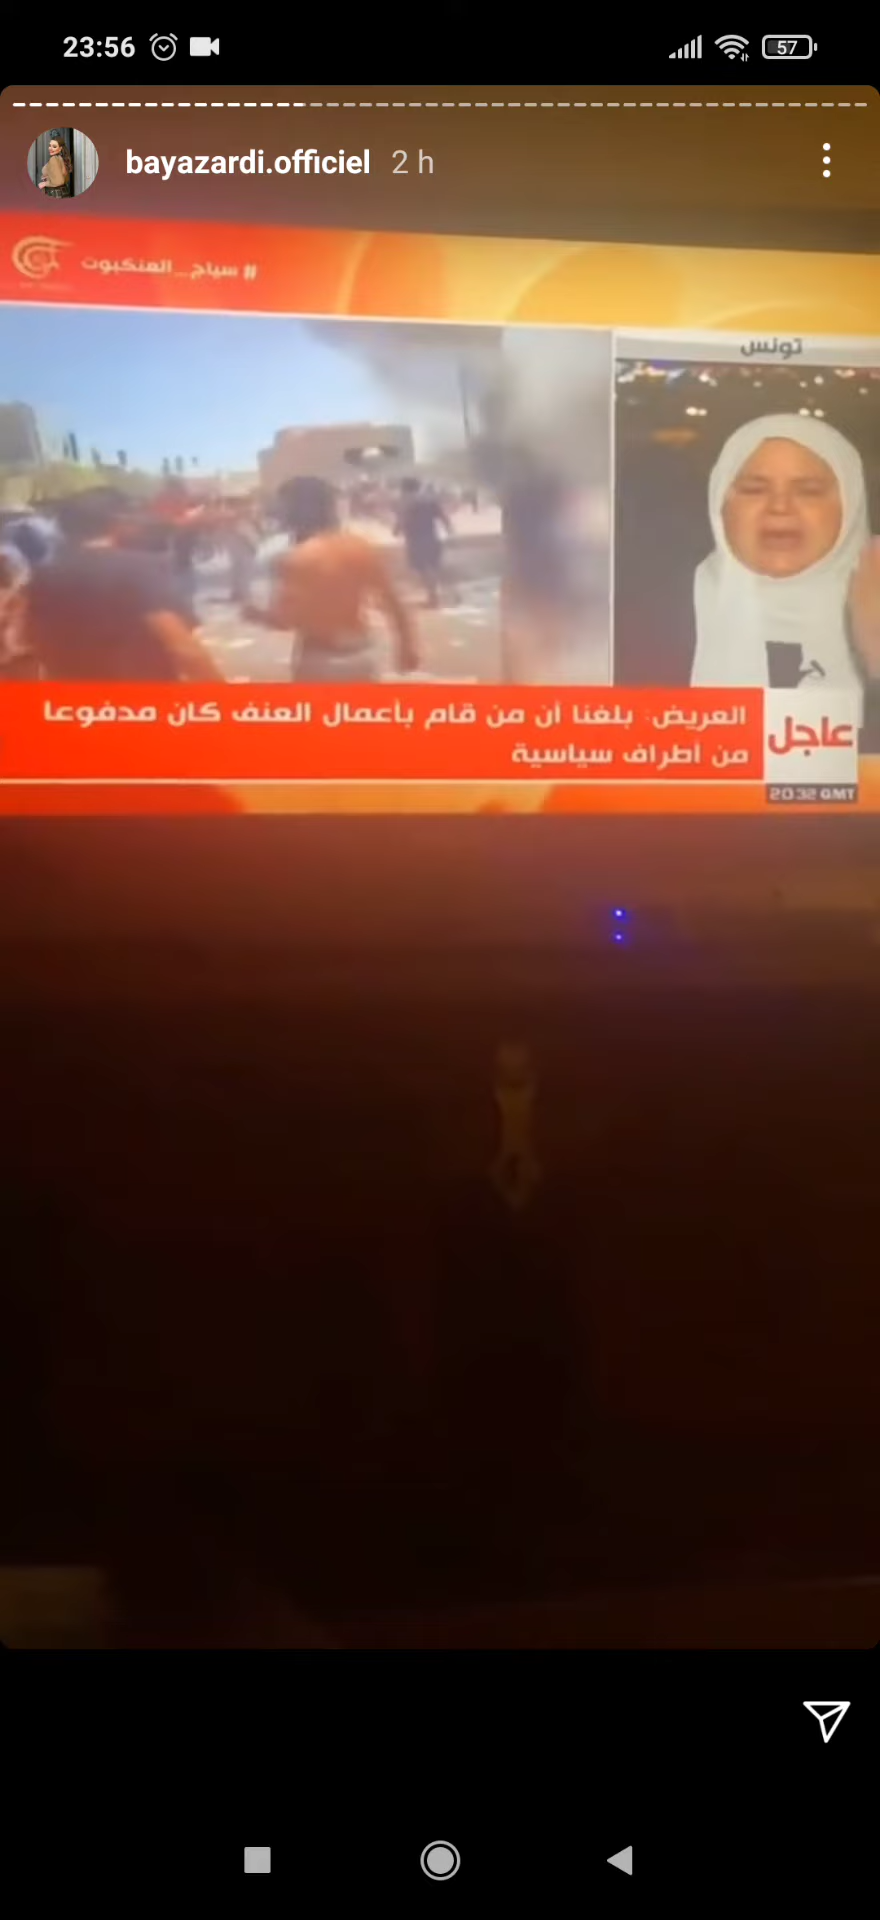 23:56
57
bayazardi.officiel 2 h
#سياج_العنكبوت
تونس
العريض: بلغنا أن من قام بأعمال العنف كان مدفوعا
من أطراف سياسية
عاجل
20:32 GMT